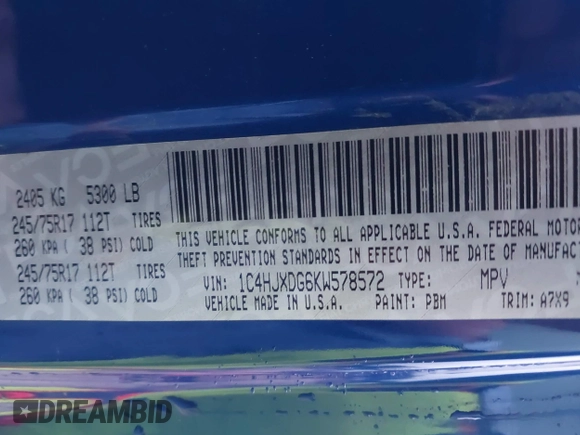 2405 KG 5300 LB
245/75R17 112T TIRES
260 KPA ( 38 PSI) COLD
245/75R17 112T TIRES
260 KPA ( 38 PSI) COLD
THIS VEHICLE CONFORMS TO ALL APPLICABLE U.S.A. FEDERAL MOTOR
THEFT PREVENTION STANDARDS IN EFFECT ON THE DATE OF MANUFAC
VIN: 1C4HJXDG6KW578572 TYPE: MPV
VEHICLE MADE IN U.S.A. PAINT: PBM TRIM: A7X9
DREAMBID